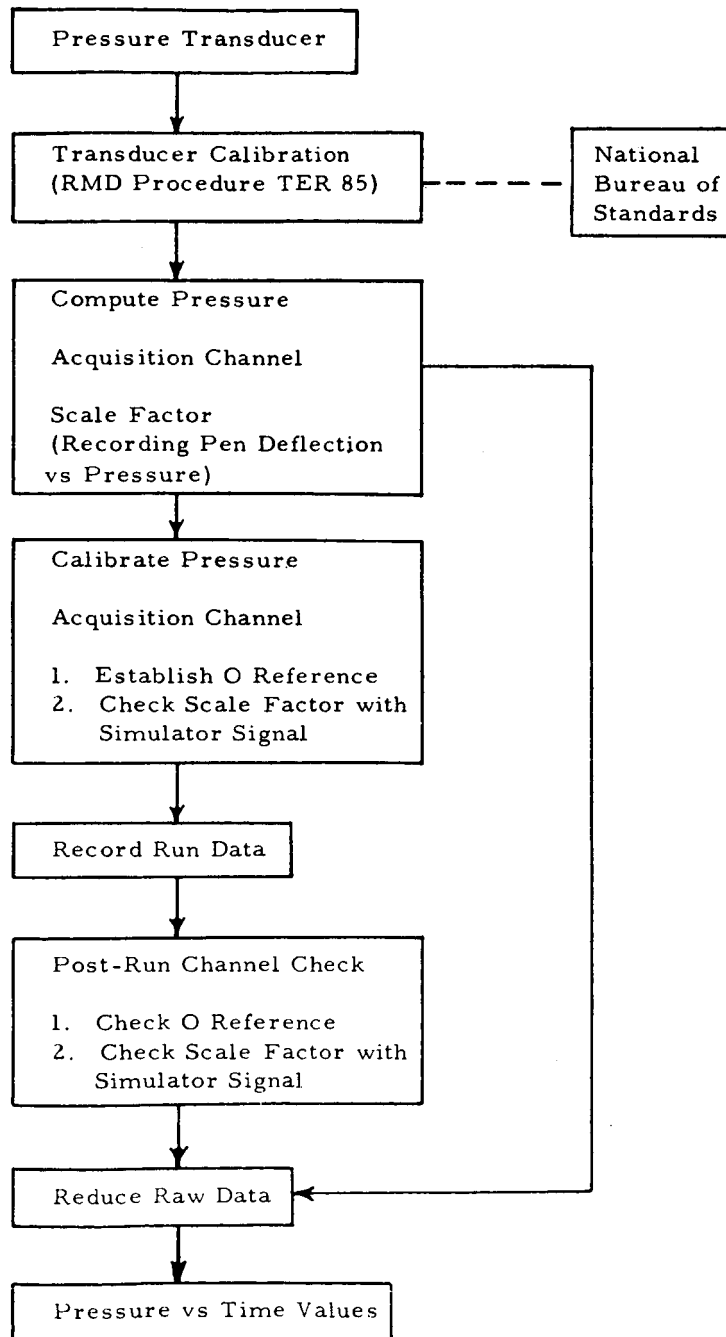 Pressure Transducer
Transducer Calibration
(RMD Procedure TER 85)
National
Bureau of
Standards
Compute Pressure
Acquisition Channel
Scale Factor
(Recording Pen Deflection
vs Pressure)
Calibrate Pressure
Acquisition Channel
1. Establish O Reference
2. Check Scale Factor with
Simulator Signal
Record Run Data
Post-Run Channel Check
1. Check O Reference
2. Check Scale Factor with
Simulator Signal
Reduce Raw Data
Pressure vs Time Values